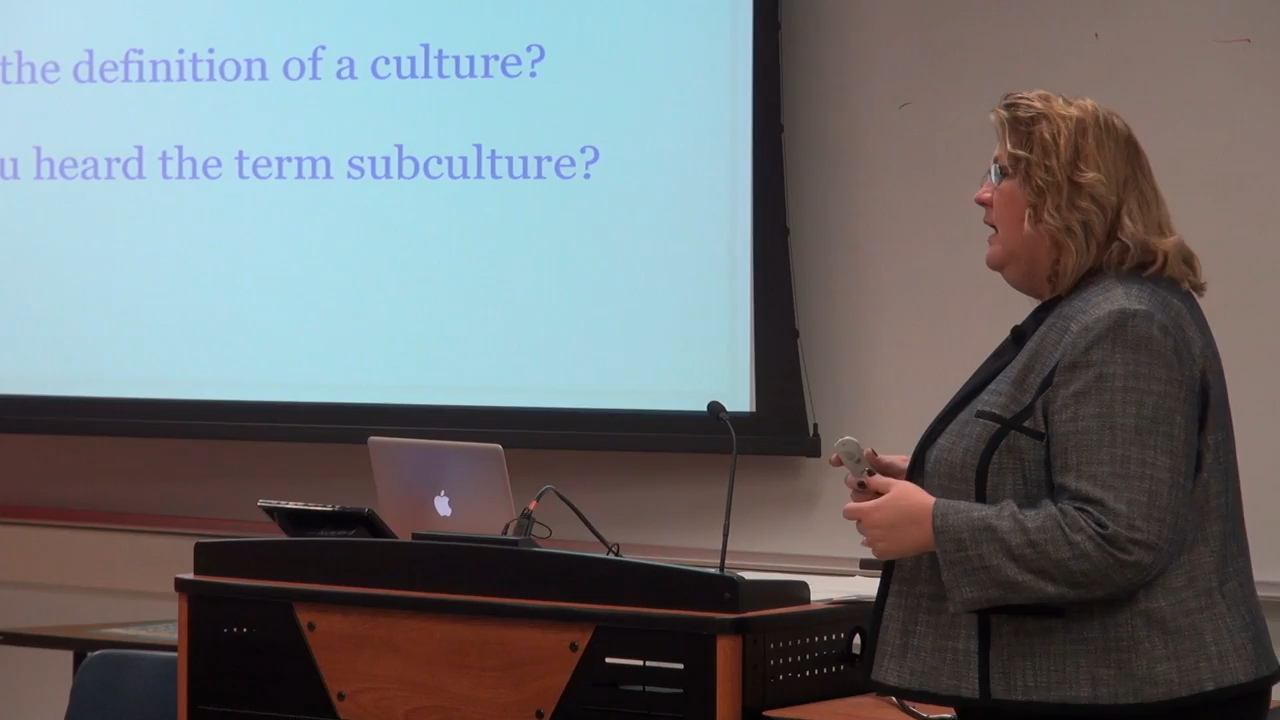 the definition of a culture?
u heard the term subculture?